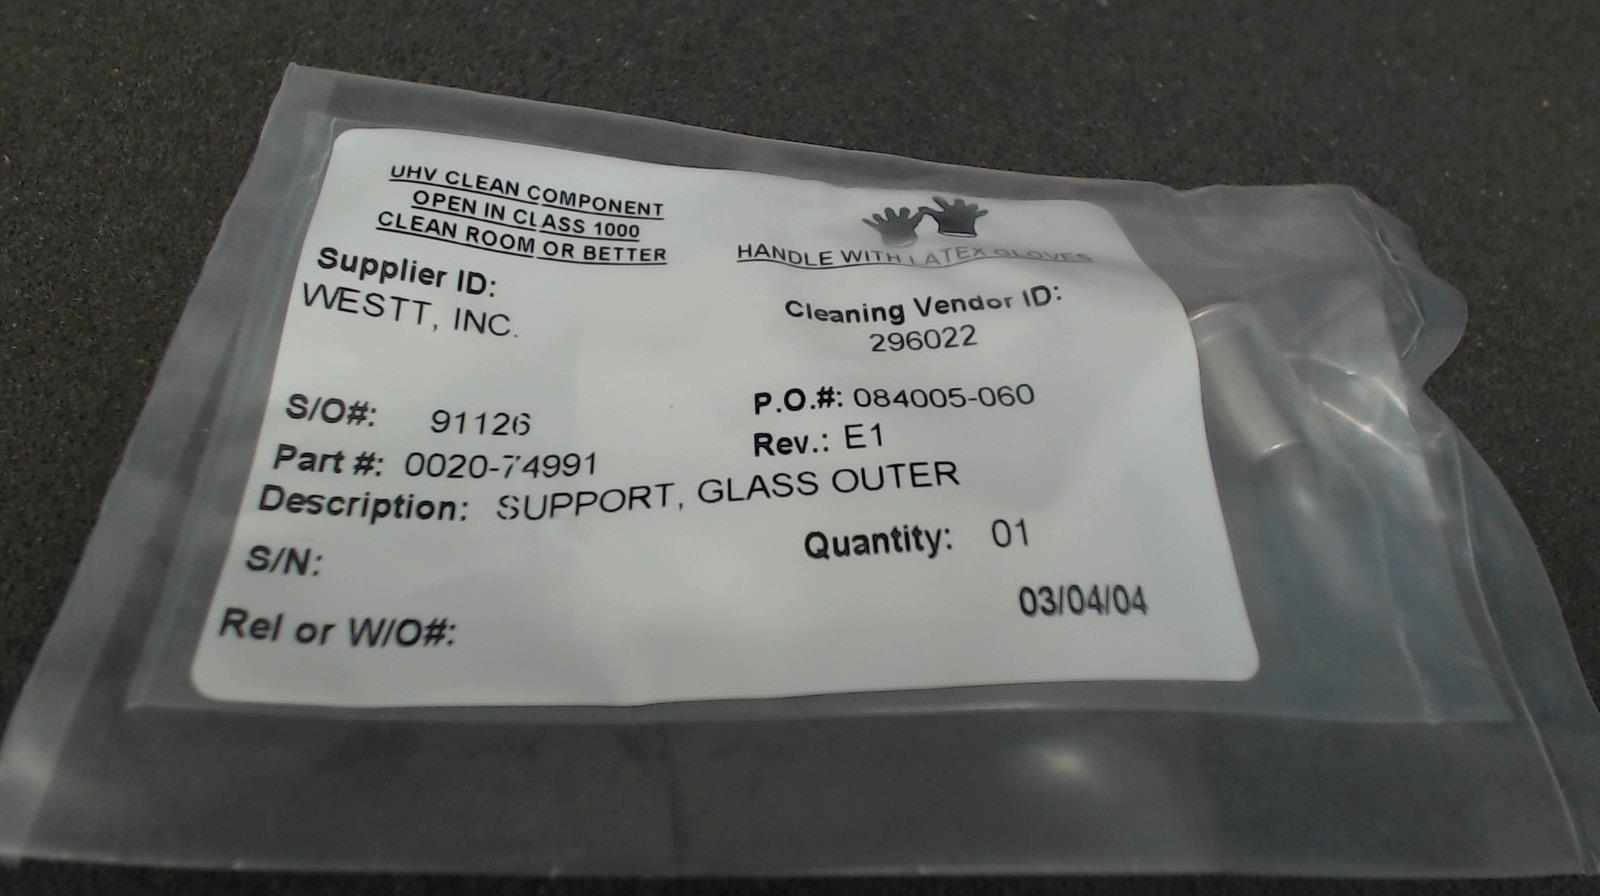 UHV CLEAN COMPONENT
OPEN IN CLASS 1000
CLEAN ROOM OR BETTER
HANDLE WITH LATEX GLOVES
Supplier ID:
WESTT, INC.
Cleaning Vendor ID:
296022
S/O#: 91126
P.O.#: 084005-060
Part #: 0020-74991
Rev.: E1
Description: SUPPORT, GLASS OUTER
S/N:
Quantity: 01
Rel or W/O#:
03/04/04